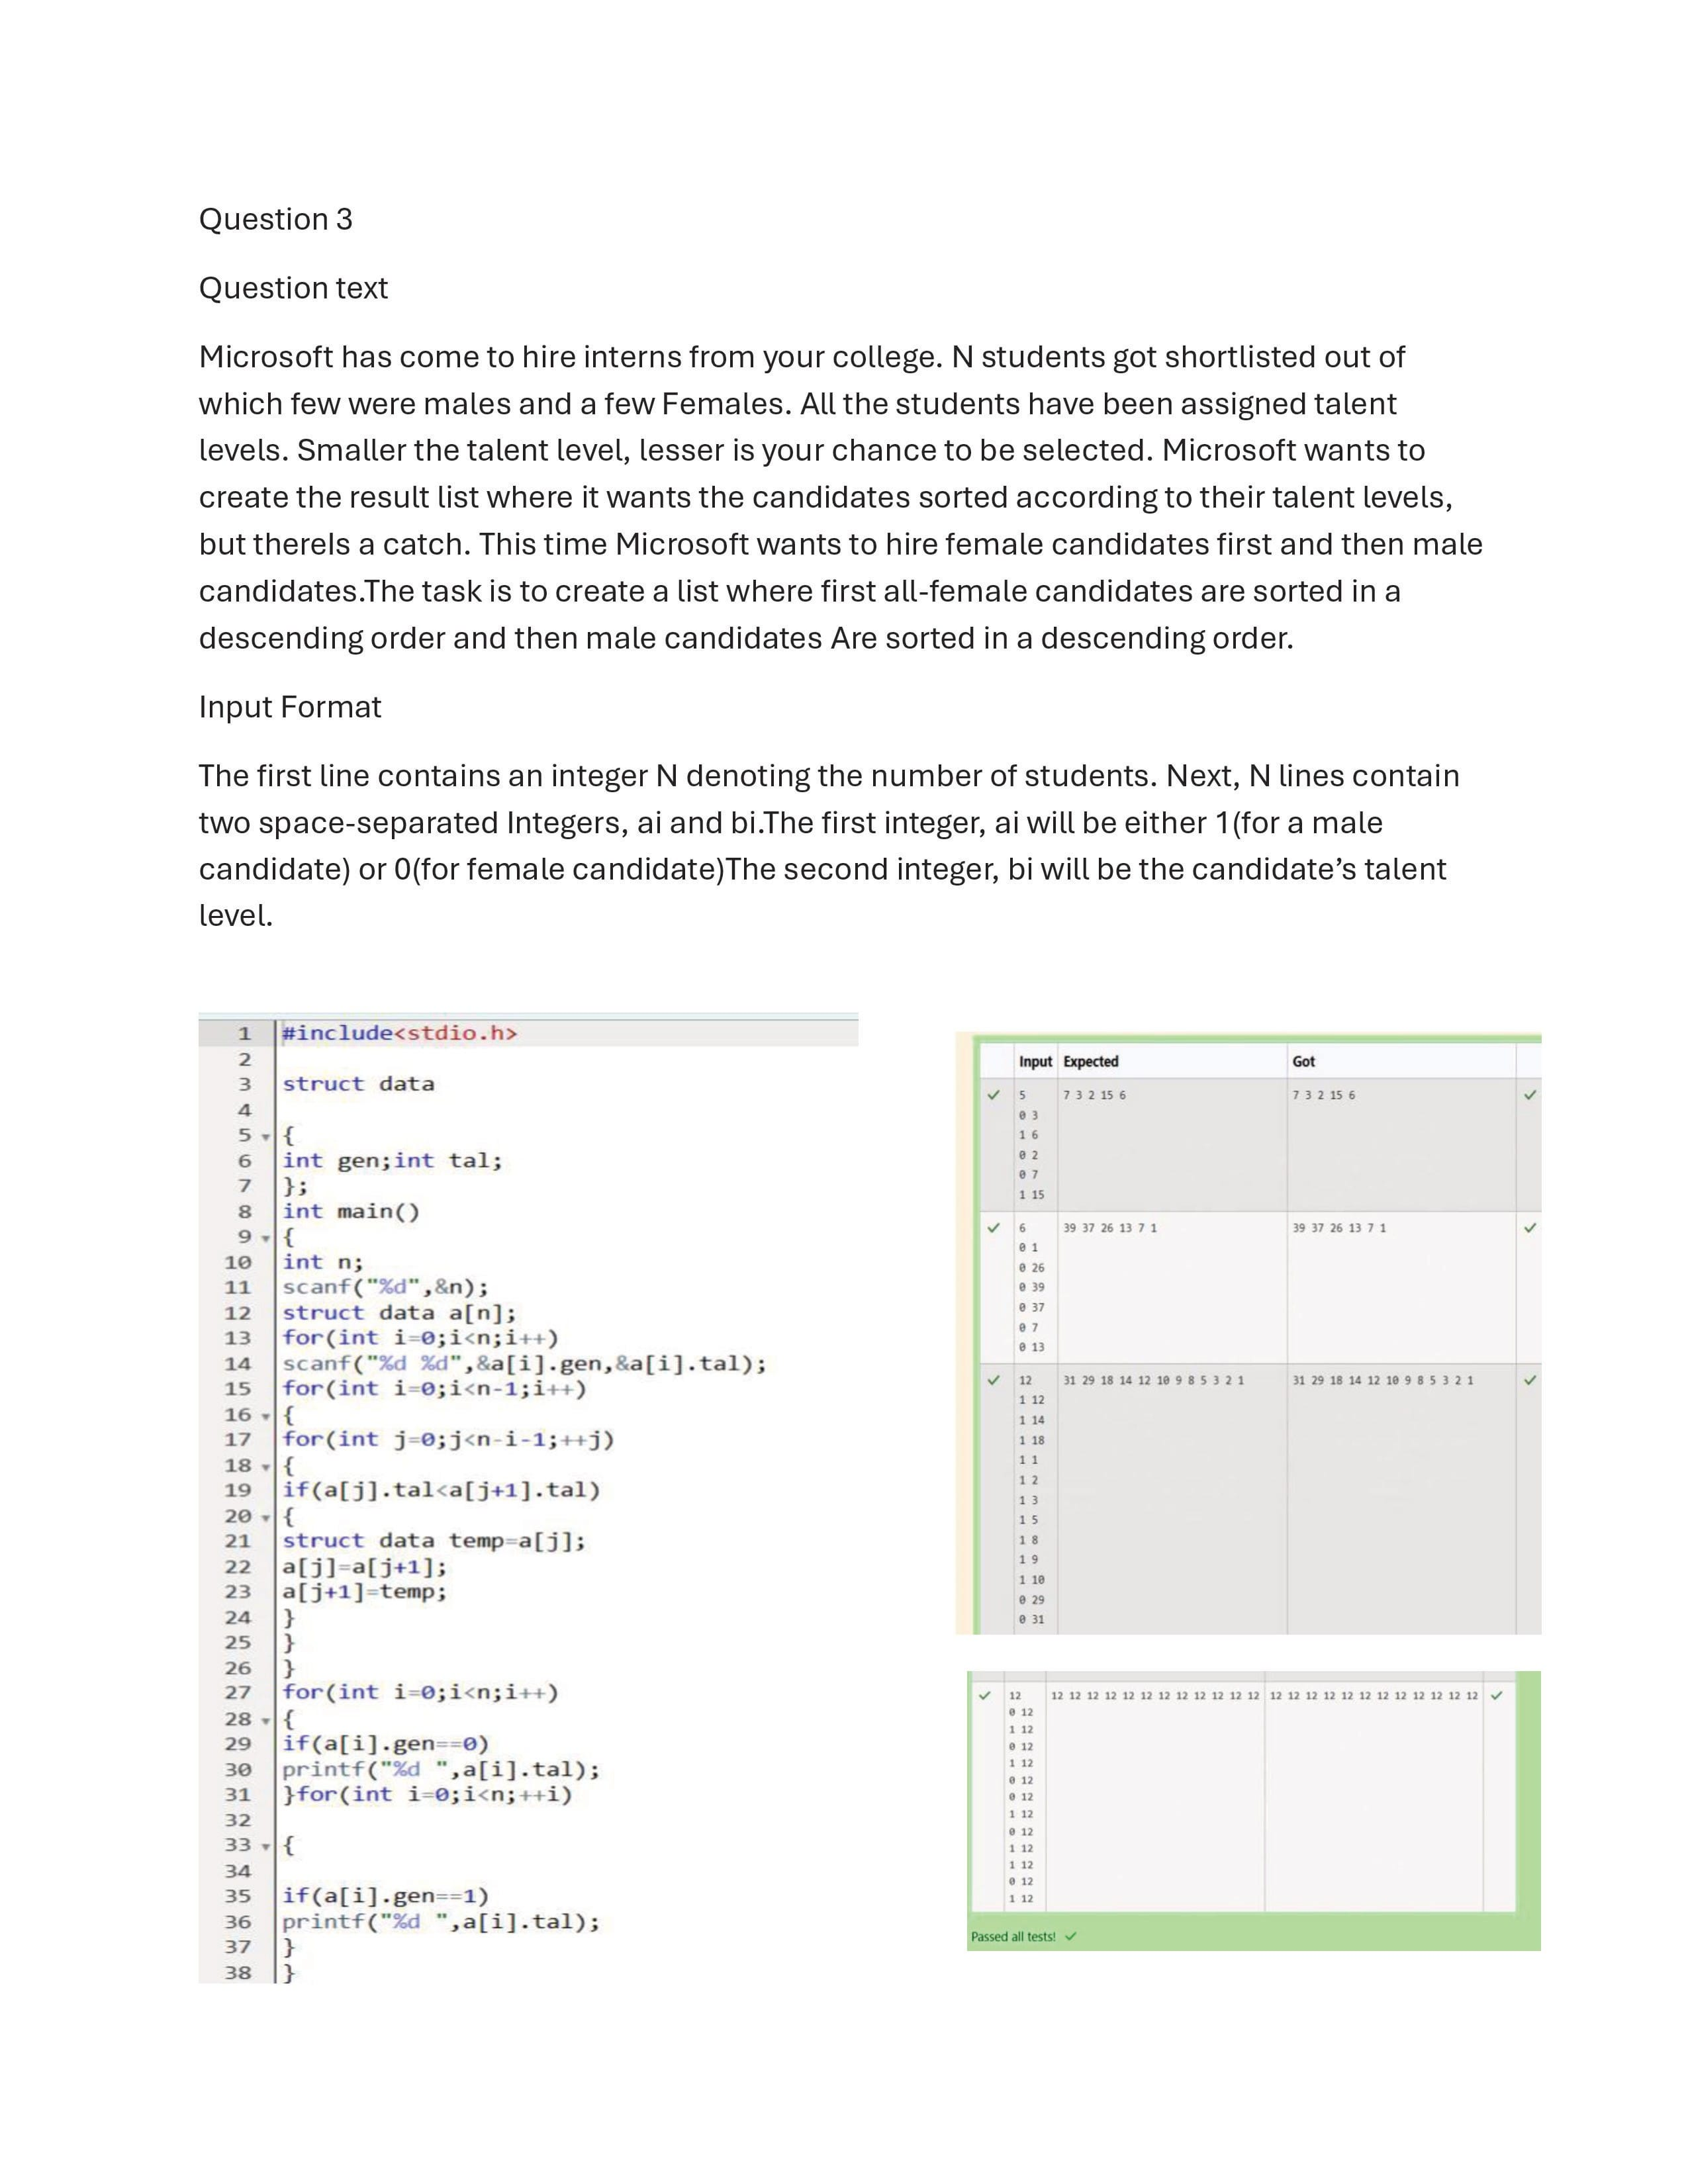 Question 3
Question text
Microsoft has come to hire interns from your college. N students got shortlisted out of
which few were males and a few Females. All the students have been assigned talent
levels. Smaller the talent level, lesser is your chance to be selected. Microsoft wants to
create the result list where it wants the candidates sorted according to their talent levels,
but thereIs a catch. This time Microsoft wants to hire female candidates first and then male
candidates.The task is to create a list where first all-female candidates are sorted in a
descending order and then male candidates Are sorted in a descending order.
Input Format
The first line contains an integer N denoting the number of students. Next, N lines contain
two space-separated Integers, ai and bi.The first integer, ai will be either 1(for a male
candidate) or 0(for female candidate)The second integer, bi will be the candidate’s talent
level.
1 #include<stdio.h>
2
3 struct data
4
5 {
6 int gen;int tal;
7 };
8 int main()
9 {
10 int n;
11 scanf("%d",&n);
12 struct data a[n];
13 for(int i=0;i<n;i++)
14 scanf("%d %d",&a[i].gen,&a[i].tal);
15 for(int i=0;i<n-1;i++)
16 {
17 for(int j=0;j<n-i-1;++j)
18 {
19 if(a[j].tal<a[j+1].tal)
20 {
21 struct data temp=a[j];
22 a[j]=a[j+1];
23 a[j+1]=temp;
24 }
25 }
26 }
27 for(int i=0;i<n;i++)
28 {
29 if(a[i].gen==0)
30 printf("%d ",a[i].tal);
31 }for(int i=0;i<n;++i)
32
33 {
34
35 if(a[i].gen==1)
36 printf("%d ",a[i].tal);
37 }
38 }
Input Expected Got
5 7 3 2 15 6 7 3 2 15 6
0 3
1 6
0 2
0 7
1 15
6 39 37 26 13 7 1 39 37 26 13 7 1
0 1
0 26
0 39
0 37
0 7
0 13
12 31 29 18 14 12 10 9 8 5 3 2 1 31 29 18 14 12 10 9 8 5 3 2 1
1 12
1 14
1 18
1 1
1 2
1 3
1 5
1 8
1 9
1 10
0 29
0 31
12 12 12 12 12 12 12 12 12 12 12 12 12 12 12 12 12 12 12 12 12 12 12 12 12
0 12
1 12
0 12
1 12
0 12
0 12
1 12
0 12
1 12
1 12
0 12
1 12
Passed all tests!